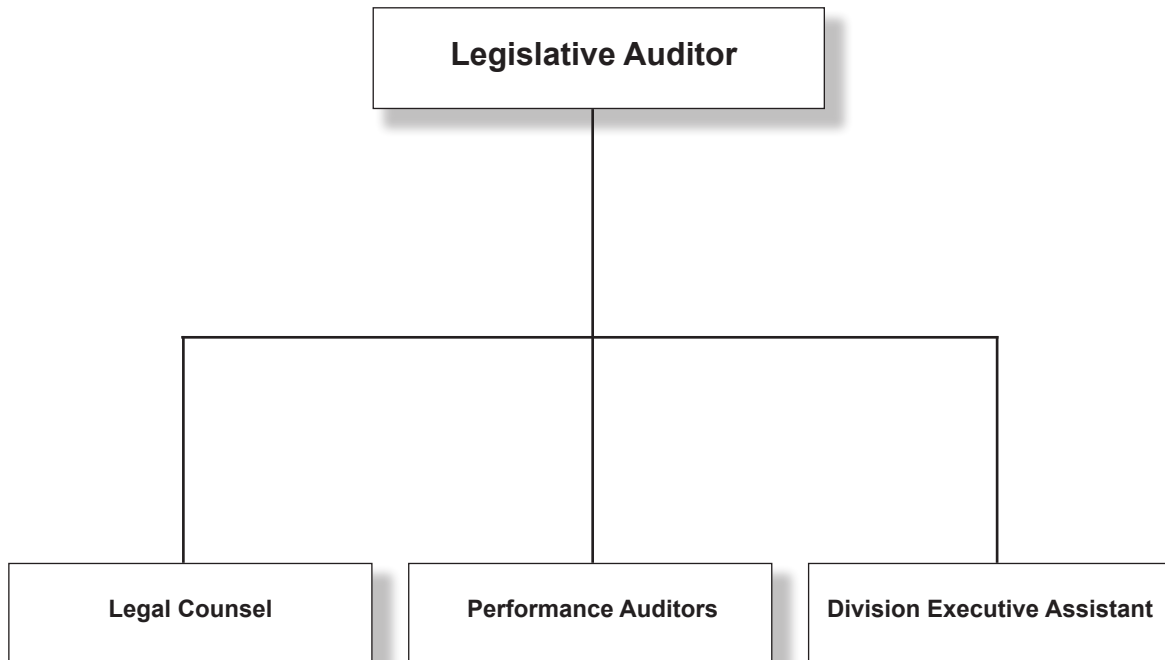 Legislative Auditor
Legal Counsel
Performance Auditors
Division Executive Assistant